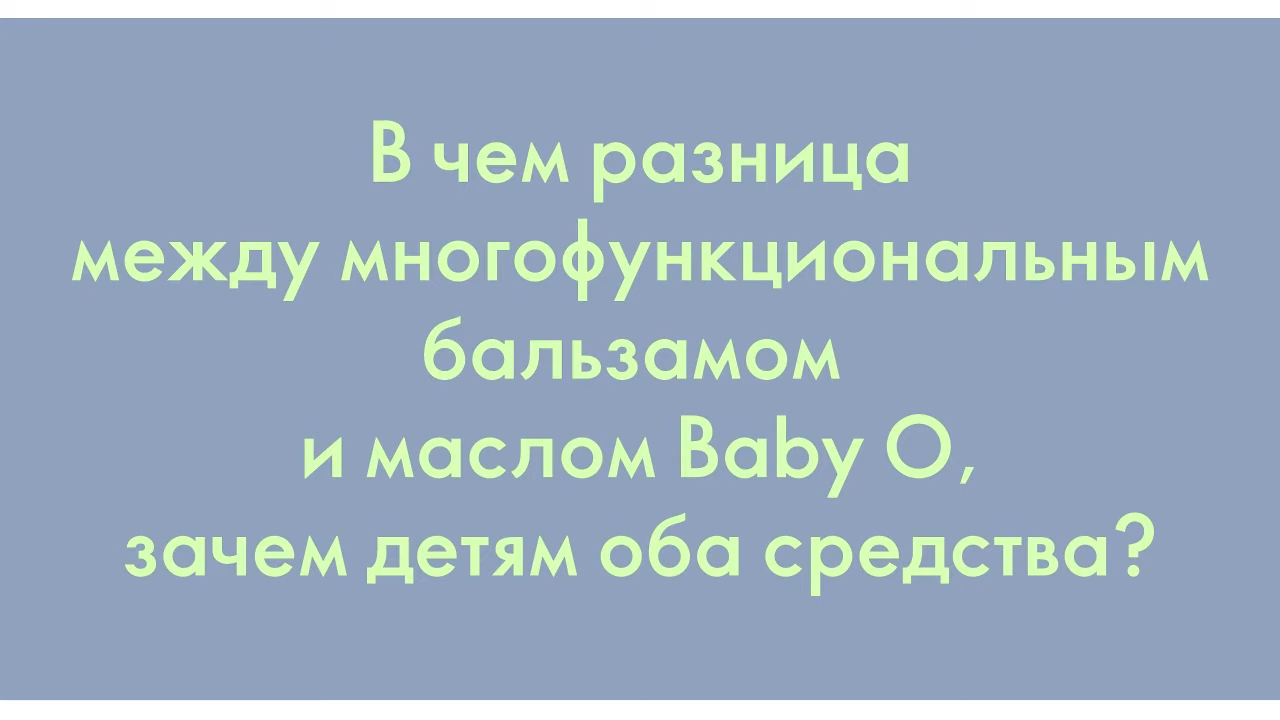 В чем разница
между многофункциональным
бальзамом
и маслом Baby O,
зачем детям оба средства?